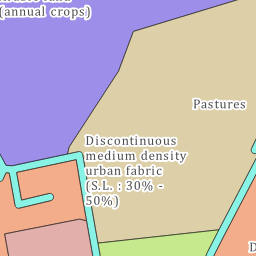 (annual crops)
Pastures
Discontinuous
medium density
urban fabric
(S.L. : 30% -
50%)
D